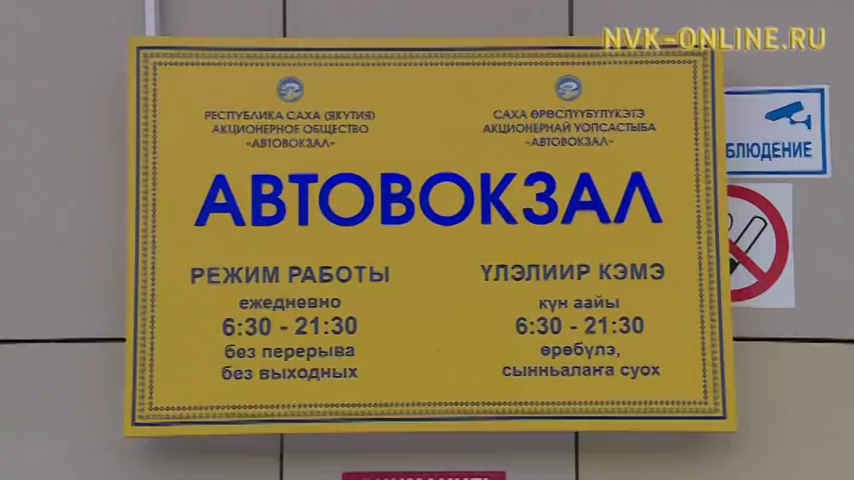 NVK-ONLINE.RU
РЕСПУБЛИКА САХА (ЯКУТИЯ)
АКЦИОНЕРНОЕ ОБЩЕСТВО
«АВТОВОКЗАЛ»
САХА ӨРӨСПҮҮБҮЛҮКЭТЭ
АКЦИОНЕРНАЙ УОПСАСТЫБА
«АВТОВОКЗАЛ»
АВТОВОКЗАЛ
РЕЖИМ РАБОТЫ
ежедневно
6:30 - 21:30
без перерыва
без выходных
ҮЛЭЛИИР КЭМЭ
күн аайы
6:30 - 21:30
өрөбүлэ,
сынньалаҥа суох
БЛЮДЕНИЕ